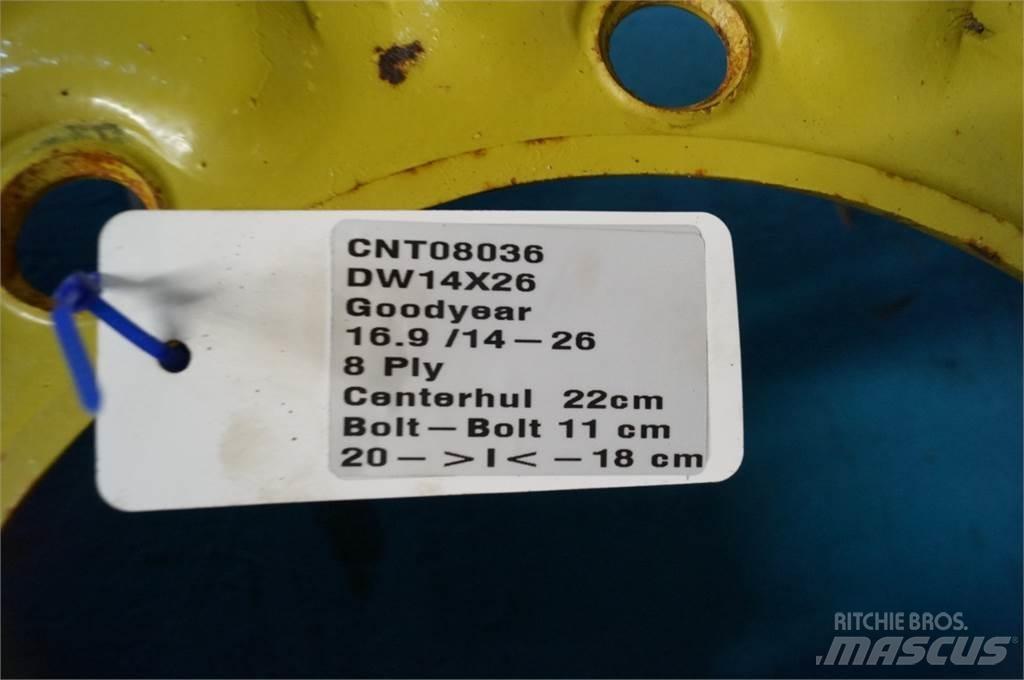 CNT08036
DW14X26
Goodyear
16.9 /14-26
8 Ply
Centerhul 22cm
Bolt-Bolt 11 cm
20->I<-18 cm
RITCHIE BROS.
MASCUS